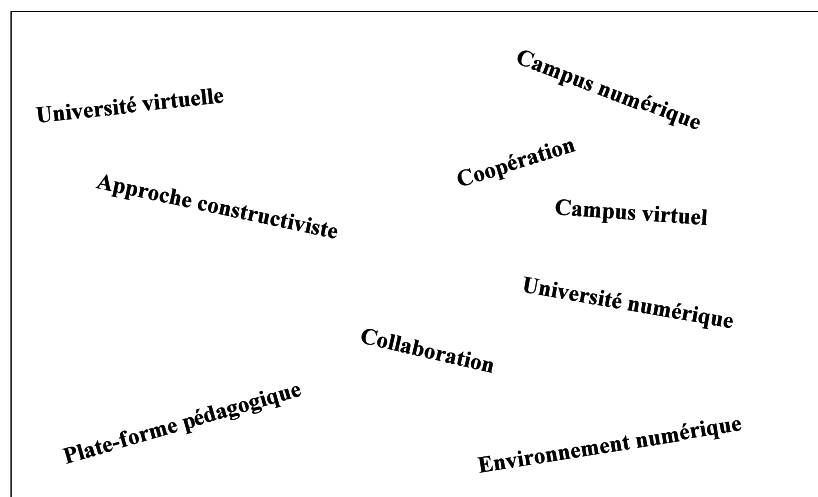 Campus numérique
Université virtuelle
Coopération
Approche constructiviste
Campus virtuel
Université numérique
Collaboration
Plate-forme pédagogique
Environnement numérique